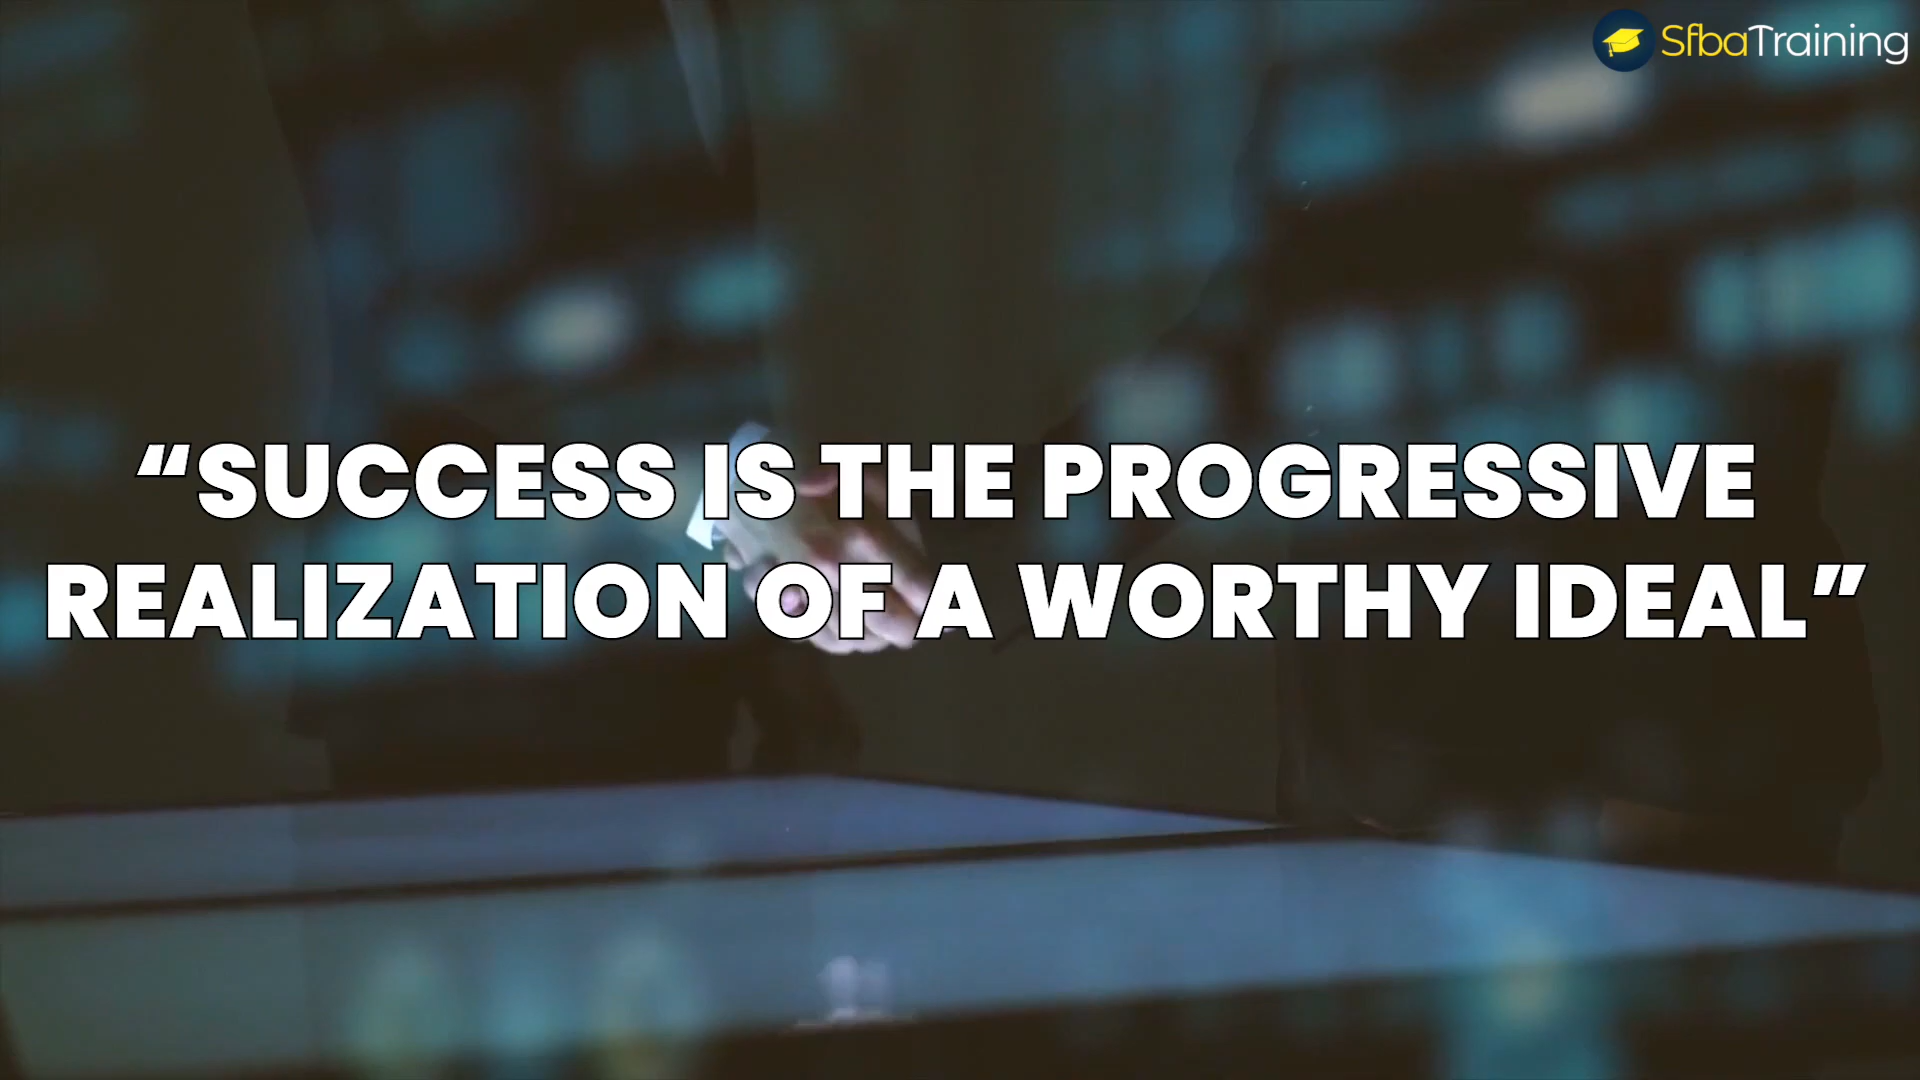 SfbaTraining
“SUCCESS IS THE PROGRESSIVE
REALIZATION OF A WORTHY IDEAL”